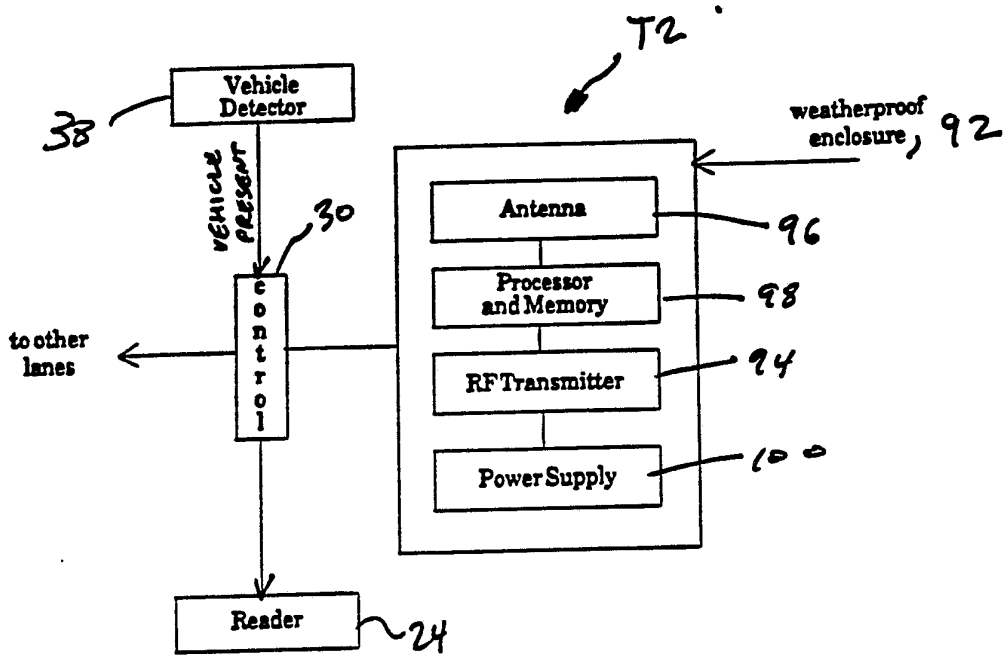 T2
Vehicle
Detector
38
weatherproof
enclosure, 92
VEHICLE
PRESENT
30
Antenna
96
control
Processor
and Memory
98
to other
lanes
RF Transmitter
94
Power Supply
100
Reader
24